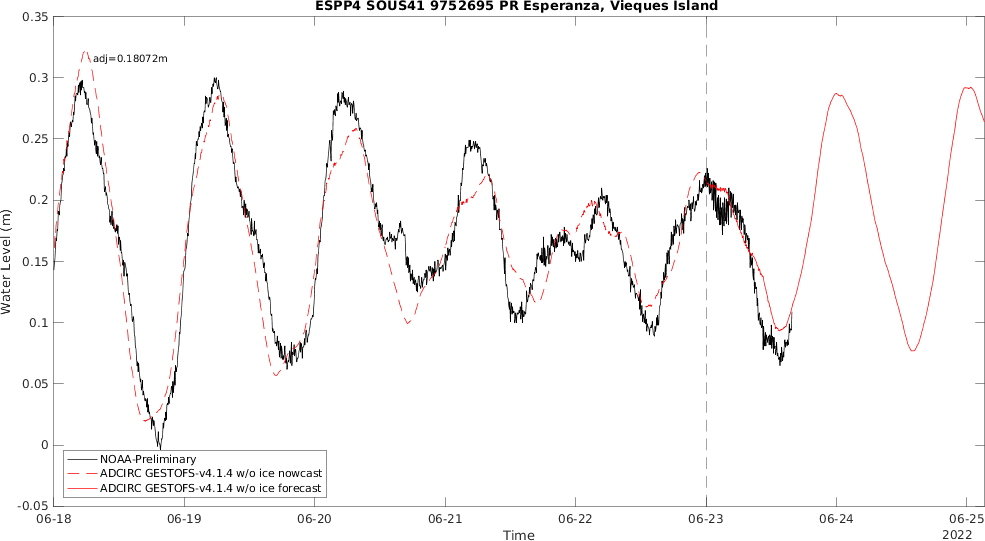 ESPP4 SOUS41 9752695 PR Esperanza, Vieques Island
0.35
0.3
0.25
0.2
0.15
0.1
0.05
0
-0.05
Water Level (m)
adj=0.18072m
NOAA-Preliminary
ADCIRC GESTOFS-v4.1.4 w/o ice nowcast
ADCIRC GESTOFS-v4.1.4 w/o ice forecast
06-18 06-19 06-20 06-21 06-22 06-23 06-24 06-25
Time
2022